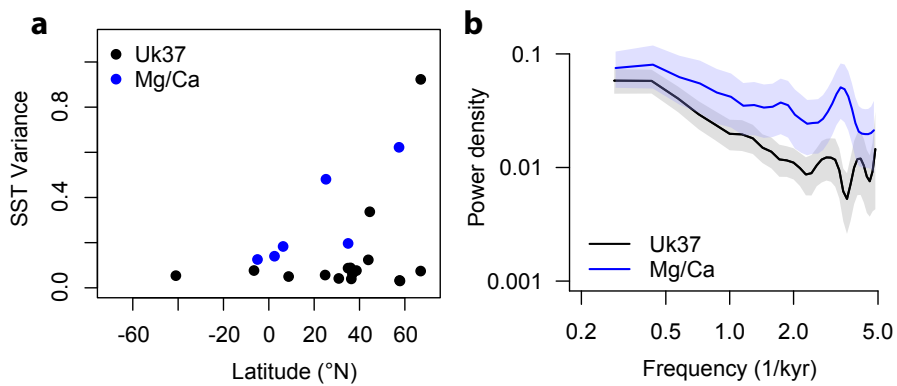 a
Uk37
Mg/Ca
SST Variance
0.0
0.4
0.8
-60
-20
0
20
40
60
Latitude (°N)
b
0.1
0.01
0.001
Power density
Uk37
Mg/Ca
0.2
0.5
1.0
2.0
5.0
Frequency (1/kyr)